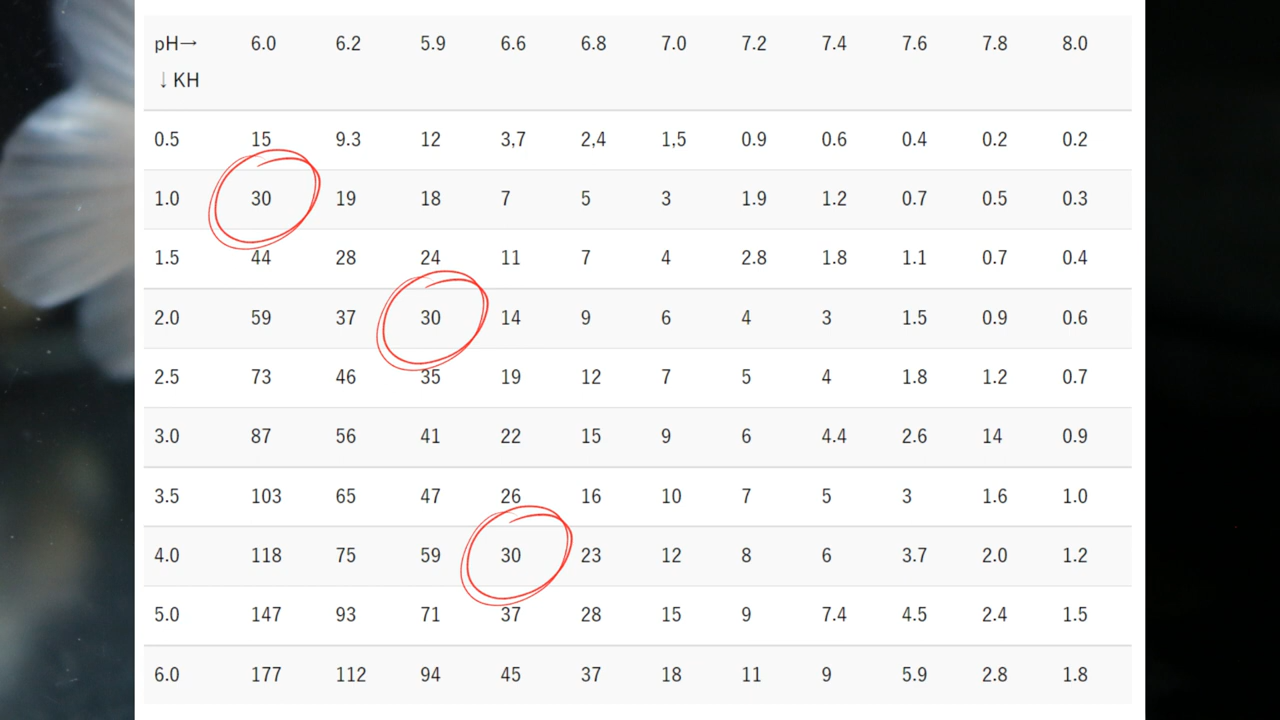 pH→ 6.0 6.2 5.9 6.6 6.8 7.0 7.2 7.4 7.6 7.8 8.0
↓ KH
0.5 15 9.3 12 3,7 2,4 1,5 0.9 0.6 0.4 0.2 0.2
1.0 30 19 18 7 5 3 1.9 1.2 0.7 0.5 0.3
1.5 44 28 24 11 7 4 2.8 1.8 1.1 0.7 0.4
2.0 59 37 30 14 9 6 4 3 1.5 0.9 0.6
2.5 73 46 35 19 12 7 5 4 1.8 1.2 0.7
3.0 87 56 41 22 15 9 6 4.4 2.6 14 0.9
3.5 103 65 47 26 16 10 7 5 3 1.6 1.0
4.0 118 75 59 30 23 12 8 6 3.7 2.0 1.2
5.0 147 93 71 37 28 15 9 7.4 4.5 2.4 1.5
6.0 177 112 94 45 37 18 11 9 5.9 2.8 1.8